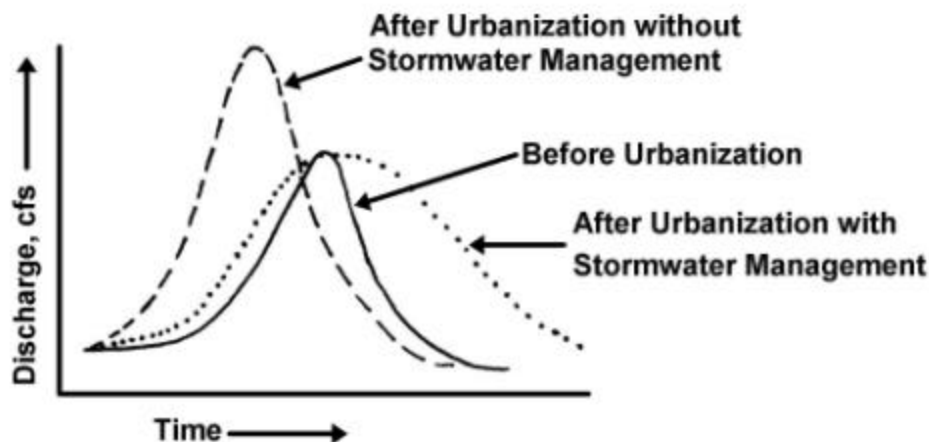 After Urbanization without
Stormwater Management
Before Urbanization
After Urbanization with
Stormwater Management
Discharge, cfs
Time